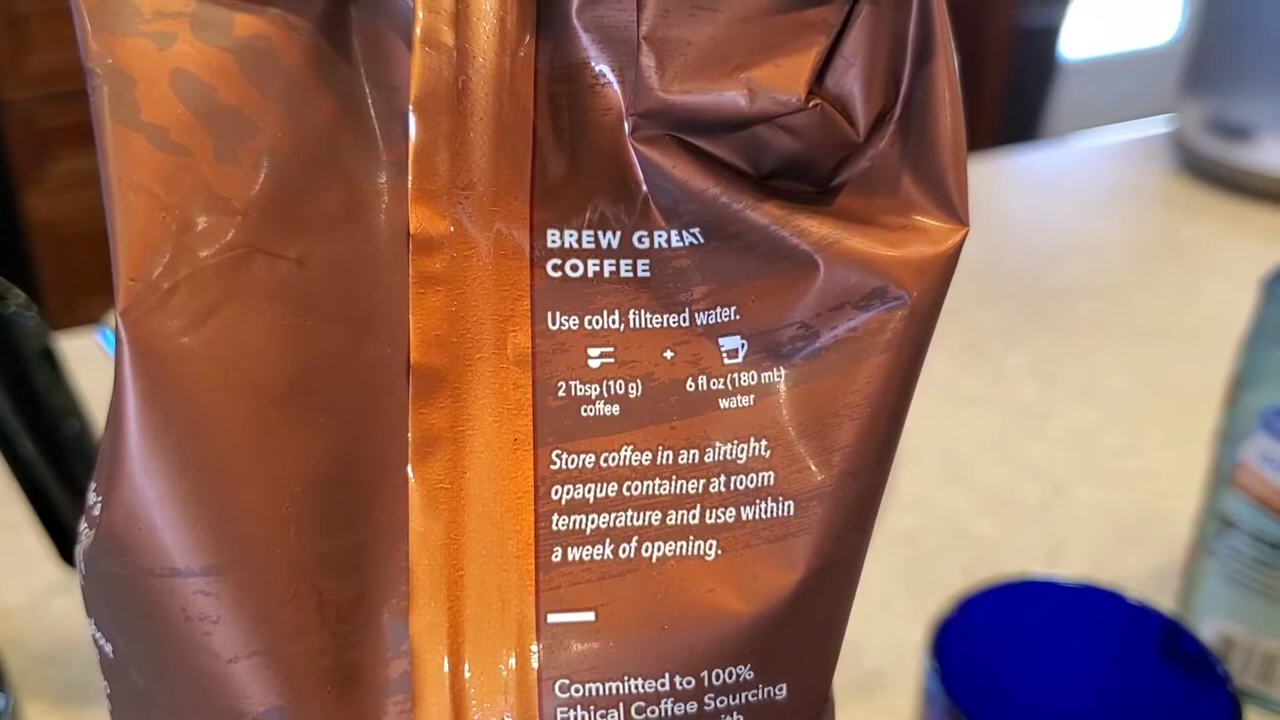 BREW GREAT
COFFEE
Use cold, filtered water.
+
2 Tbsp (10 g)
coffee
6 fl oz (180 mL)
water
Store coffee in an airtight,
opaque container at room
temperature and use within
a week of opening.
Committed to 100%
Ethical Coffee Sourcing
with